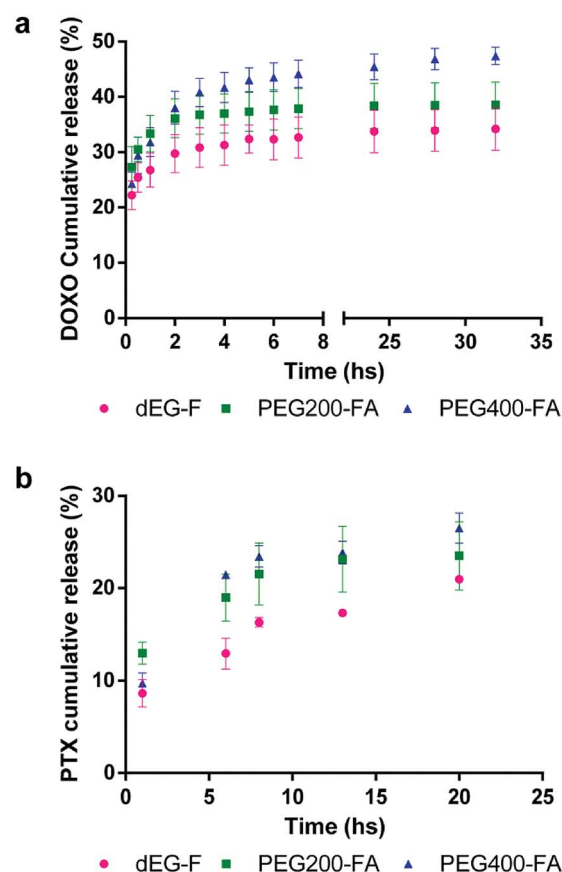 a
DOXO Cumulative release (%)
50
40
30
20
10
0
0 2 4 6 8 25 30 35
Time (hs)
dEG-F PEG200-FA PEG400-FA
b
PTX cumulative release (%)
30
20
10
0
0 5 10 15 20 25
Time (hs)
dEG-F PEG200-FA PEG400-FA